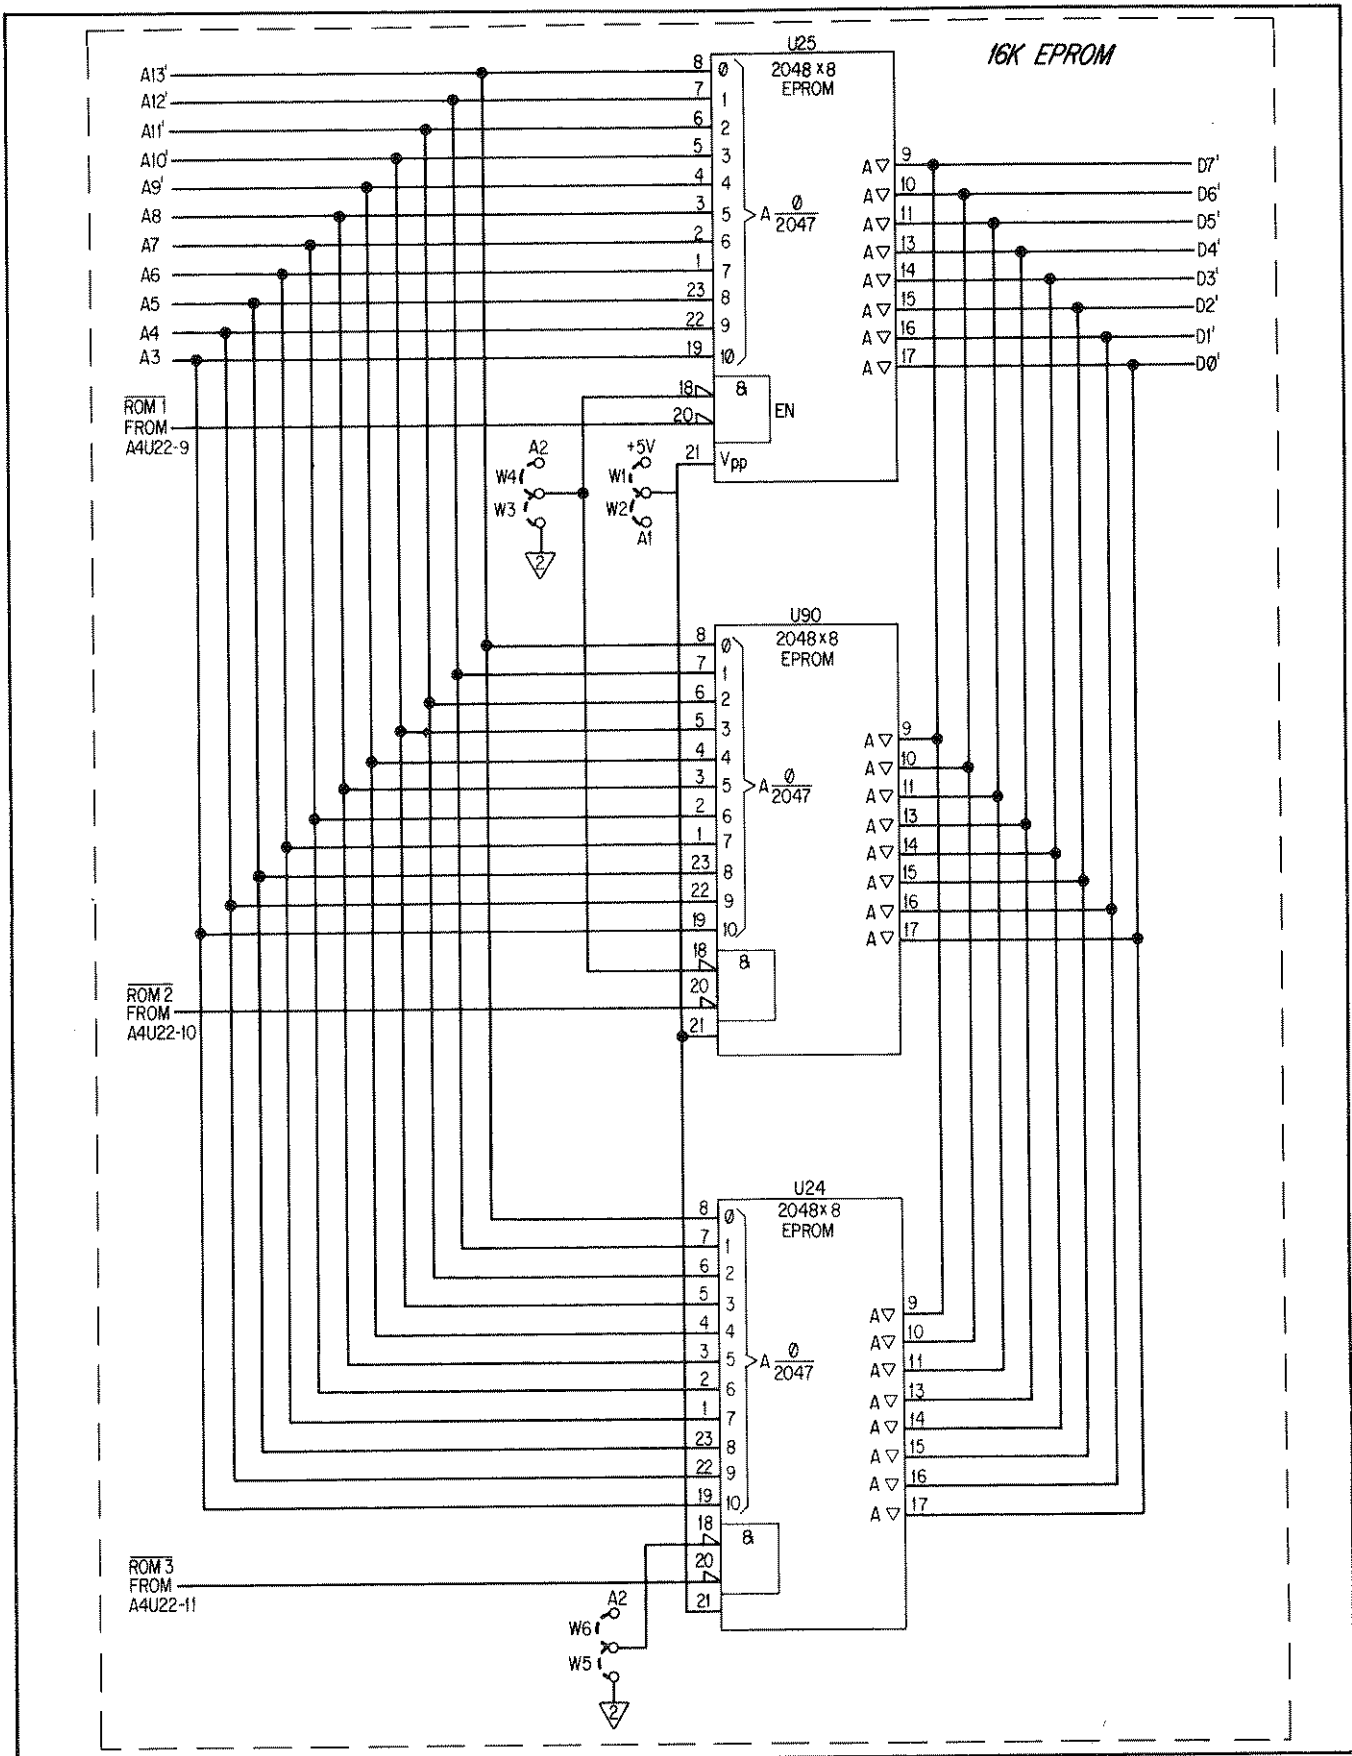 16K EPROM
U25
2048 x 8
EPROM
A13'
A12'
A11'
A10'
A9'
A8
A7
A6
A5
A4
A3
8 Ø
7 1
6 2
5 3
4 4
3 5
2 6
1 7
23 8
22 9
19 10
A Ø/2047
A▽ 9 D7'
A▽ 10 D6'
A▽ 11 D5'
A▽ 13 D4'
A▽ 14 D3'
A▽ 15 D2'
A▽ 16 D1'
A▽ 17 DØ'
18 &
20 EN
21 Vpp
ROM 1
FROM
A4U22-9
A2
W4
W3
2
+5V
W1
W2
A1
U90
2048 x 8
EPROM
8 Ø
7 1
6 2
5 3
4 4
3 5
2 6
1 7
23 8
22 9
19 10
A Ø/2047
A▽ 9
A▽ 10
A▽ 11
A▽ 13
A▽ 14
A▽ 15
A▽ 16
A▽ 17
18 &
20
21
ROM 2
FROM
A4U22-10
U24
2048 x 8
EPROM
8 Ø
7 1
6 2
5 3
4 4
3 5
2 6
1 7
23 8
22 9
19 10
A Ø/2047
A▽ 9
A▽ 10
A▽ 11
A▽ 13
A▽ 14
A▽ 15
A▽ 16
A▽ 17
18 &
20
21
ROM 3
FROM
A4U22-11
A2
W6
W5
2